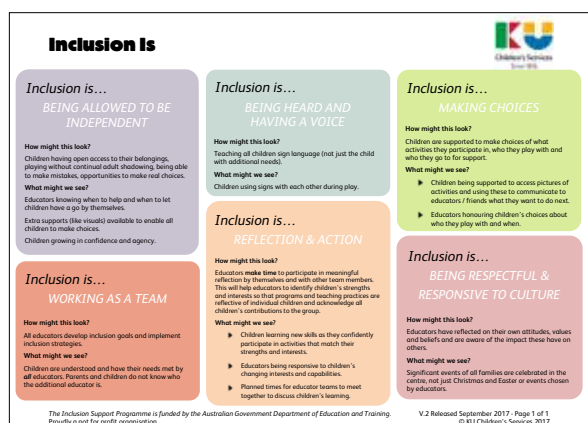 Inclusion Is
KU
Children's Services
Since 1895
Inclusion is…
BEING ALLOWED TO BE
INDEPENDENT
How might this look?
Children having open access to their belongings,
playing without continual adult shadowing, being able
to make mistakes, opportunities to make real choices.
What might we see?
Educators knowing when to help and when to let
children have a go by themselves.
Extra supports (like visuals) available to enable all
children to make choices.
Children growing in confidence and agency.
Inclusion is…
WORKING AS A TEAM
How might this look?
All educators develop inclusion goals and implement
inclusion strategies.
What might we see?
Children are understood and have their needs met by
all educators. Parents and children do not know who
the additional educator is.
Inclusion is…
BEING HEARD AND
HAVING A VOICE
How might this look?
Teaching all children sign language (not just the child
with additional needs).
What might we see?
Children using signs with each other during play.
Inclusion is…
REFLECTION & ACTION
How might this look?
Educators make time to participate in meaningful
reflection by themselves and with other team members.
This will help educators to identify children's strengths
and interests so that programs and teaching practices are
reflective of individual children and acknowledge all
children's contributions to the group.
What might we see?
Children learning new skills as they confidently
participate in activities that match their
strengths and interests.
Educators being responsive to children's
changing interests and capabilities.
Planned times for educator teams to meet
together to discuss children's learning.
Inclusion is…
MAKING CHOICES
How might this look?
Children are supported to make choices of what
activities they participate in, who they play with and
who they go to for support.
What might we see?
Children being supported to access pictures of
activities and using these to communicate to
educators / friends what they want to do next.
Educators honouring children's choices about
who they play with and when.
Inclusion is…
BEING RESPECTFUL &
RESPONSIVE TO CULTURE
How might this look?
Educators have reflected on their own attitudes, values
and beliefs and are aware of the impact these have on
others.
What might we see?
Significant events of all families are celebrated in the
centre, not just Christmas and Easter or events chosen
by educators.
The Inclusion Support Programme is funded by the Australian Government Department of Education and Training.
V.2 Released September 2017 - Page 1 of 1
Proudly a not for profit organisation.
© KU Children's Services 2017